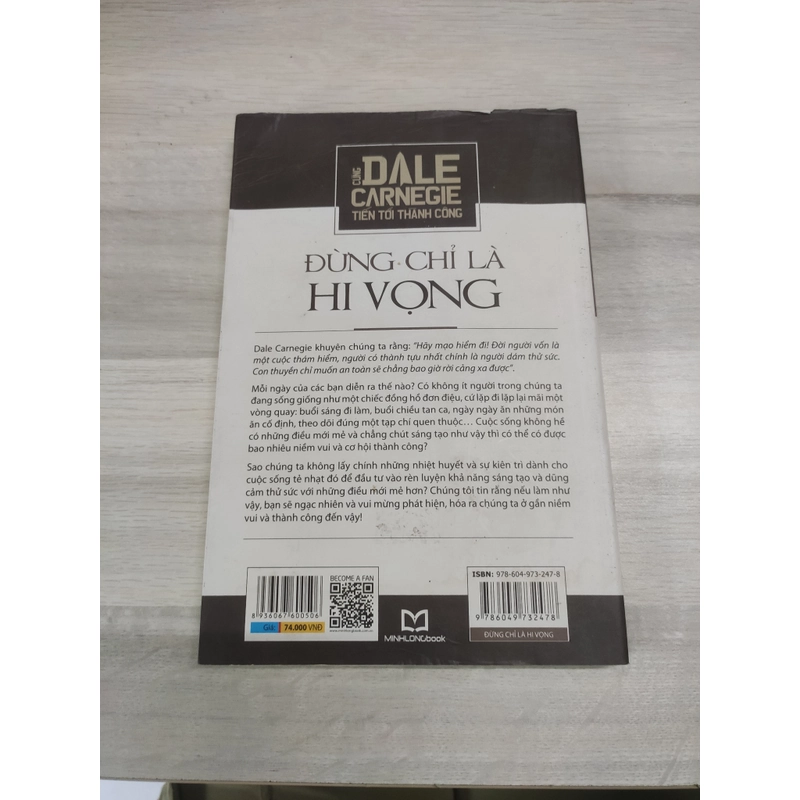 CÙNG
DALE
CARNEGIE
TIẾN TỚI THÀNH CÔNG
ĐỪNG CHỈ LÀ
HI VỌNG
Dale Carnegie khuyên chúng ta rằng: “Hãy mạo hiểm đi! Đời người vốn là
một cuộc thám hiểm, người có thành tựu nhất chính là người dám thử sức.
Con thuyền chỉ muốn an toàn sẽ chẳng bao giờ rời cảng xa được”.
Mỗi ngày của các bạn diễn ra thế nào? Có không ít người trong chúng ta
đang sống giống như một chiếc đồng hồ đơn điệu, cứ lặp đi lặp lại mãi một
vòng quay: buổi sáng đi làm, buổi chiều tan ca, ngày ngày ăn những món
ăn cố định, theo dõi đúng một tạp chí quen thuộc... Cuộc sống không hề
có những điều mới mẻ và chẳng chút sáng tạo như vậy thì có thể có được
bao nhiêu niềm vui và cơ hội thành công?
Sao chúng ta không lấy chính những nhiệt huyết và sự kiên trì dành cho
cuộc sống tẻ nhạt đó để đầu tư vào rèn luyện khả năng sáng tạo và dũng
cảm thử sức với những điều mới mẻ hơn? Chúng tôi tin rằng nếu làm như
vậy, bạn sẽ ngạc nhiên và vui mừng phát hiện, hóa ra chúng ta ở gần niềm
vui và thành công đến vậy!
8 936067 600506
Giá: 74.000 VNĐ
BECOME A FAN
www.minhlongbook.com.vn
MINHLONGbook
ISBN: 978-604-973-247-8
9 786049 732478
ĐỪNG CHỈ LÀ HI VỌNG